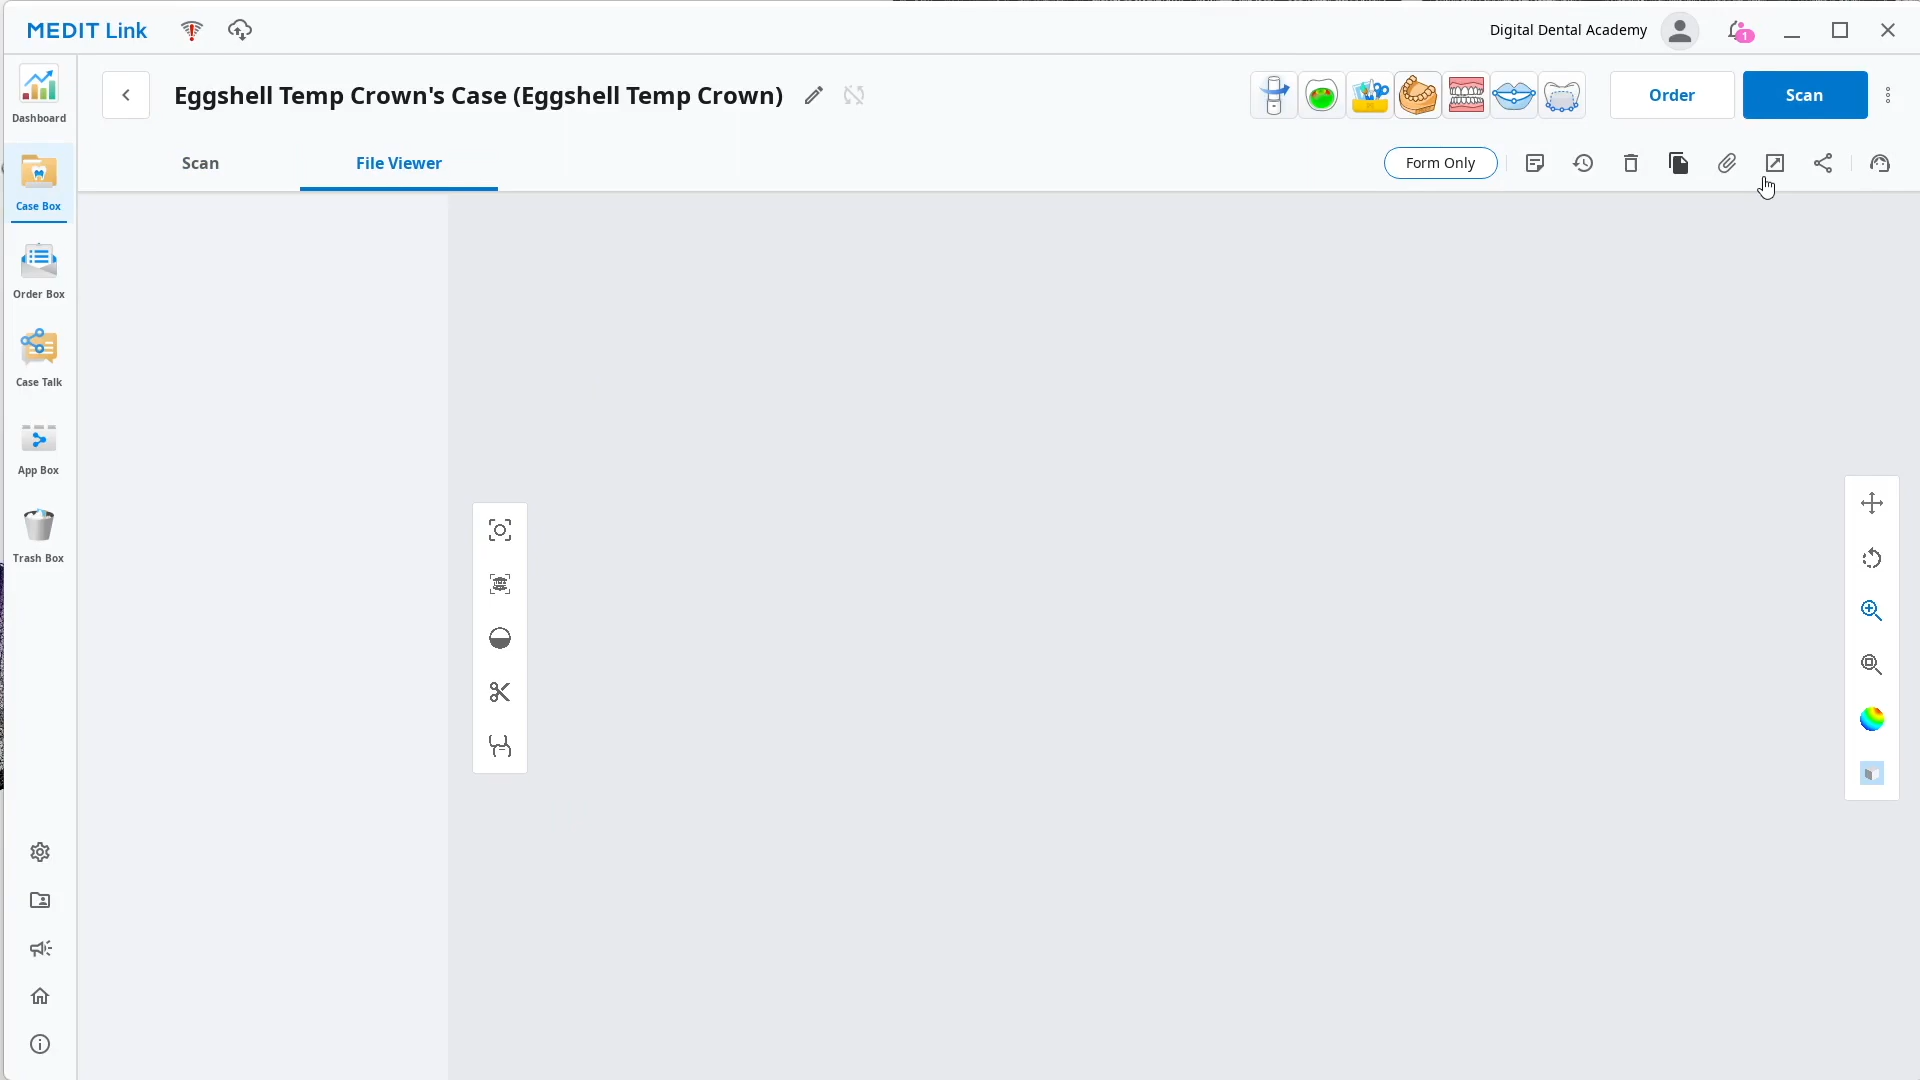 MEDIT Link
Digital Dental Academy
1
Dashboard
Eggshell Temp Crown's Case (Eggshell Temp Crown)
Order
Scan
Scan
File Viewer
Form Only
Case Box
Order Box
Case Talk
App Box
Trash Box